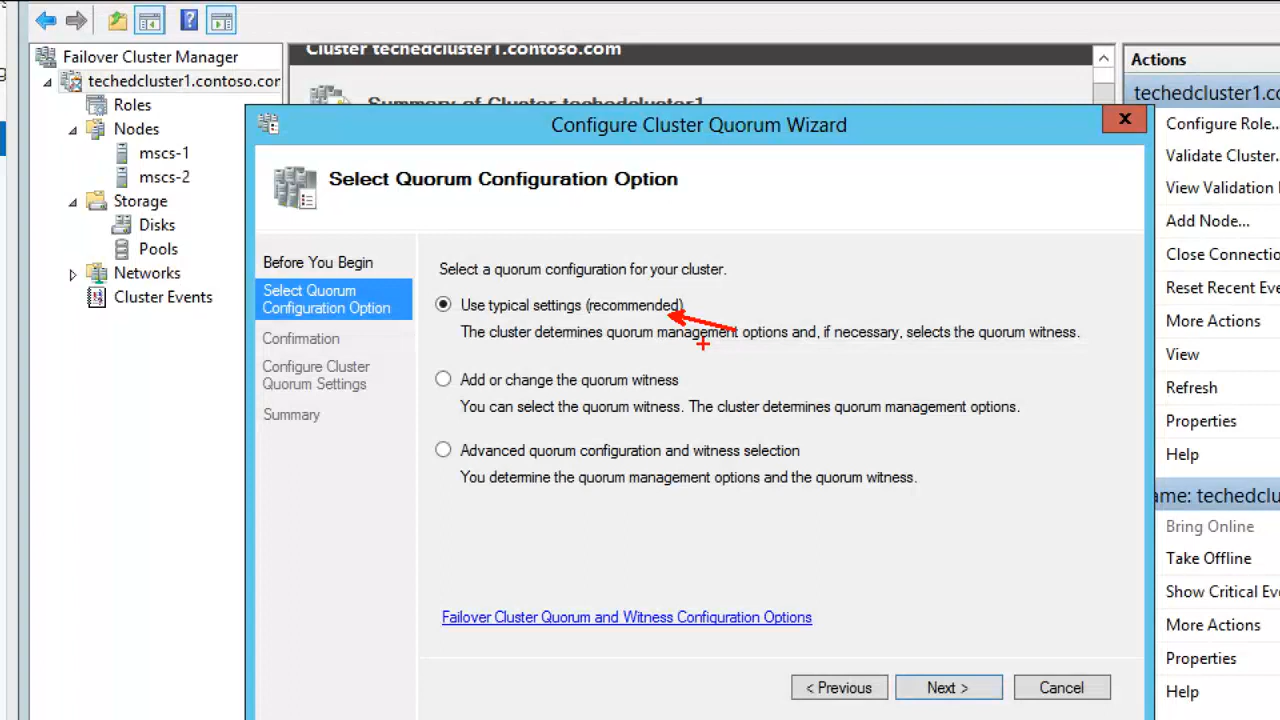 Failover Cluster Manager
techedcluster1.contoso.cor
Roles
Nodes
mscs-1
mscs-2
Storage
Disks
Pools
Networks
Cluster Events
Cluster techedcluster1.contoso.com
Summary of Cluster techedcluster1
Configure Cluster Quorum Wizard
Select Quorum Configuration Option
Before You Begin
Select Quorum
Configuration Option
Confirmation
Configure Cluster
Quorum Settings
Summary
Select a quorum configuration for your cluster.
Use typical settings (recommended)
The cluster determines quorum management options and, if necessary, selects the quorum witness.
Add or change the quorum witness
You can select the quorum witness. The cluster determines quorum management options.
Advanced quorum configuration and witness selection
You determine the quorum management options and the quorum witness.
Failover Cluster Quorum and Witness Configuration Options
< Previous
Next >
Cancel
Actions
techedcluster1.co
Configure Role...
Validate Cluster...
View Validation
Add Node...
Close Connectio
Reset Recent Eve
More Actions
View
Refresh
Properties
Help
ame: techedclu
Bring Online
Take Offline
Show Critical Eve
More Actions
Properties
Help